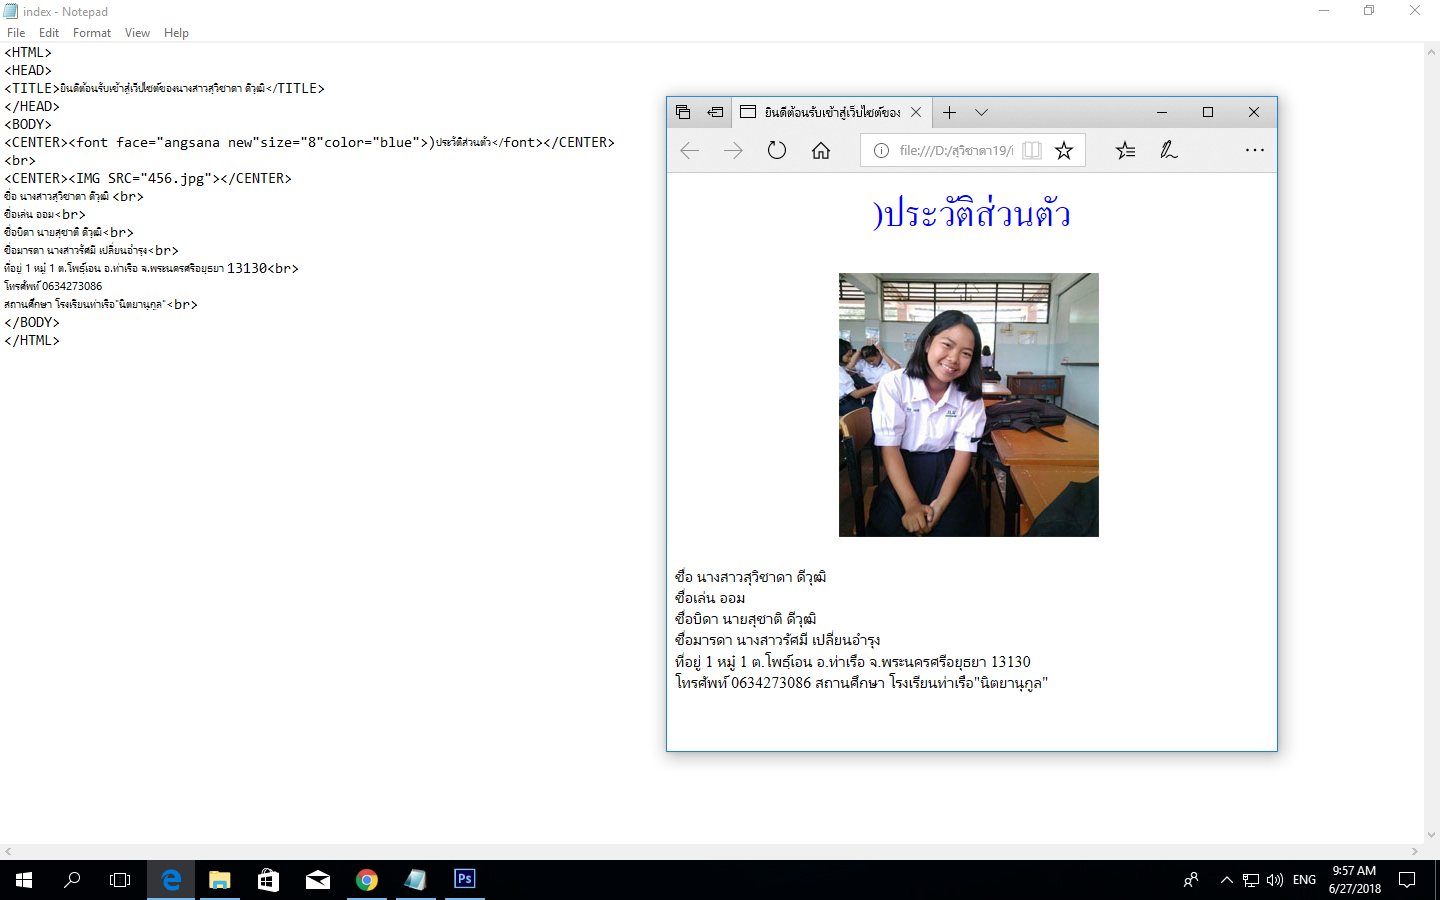 index - Notepad
File Edit Format View Help
<HTML>
<HEAD>
<TITLE>ยินดีต้อนรับเข้าสู่เว็บไซต์ของนางสาวสุวิชาดา ดีวุฒิ</TITLE>
</HEAD>
<BODY>
<CENTER><font face="angsana new"size="8"color="blue">)ประวัติส่วนตัว</font></CENTER>
<br>
<CENTER><IMG SRC="456.jpg"></CENTER>
ชื่อ นางสาวสุวิชาดา ดีวุฒิ <br>
ชื่อเล่น ออม<br>
ชื่อบิดา นายสุชาติ ดีวุฒิ<br>
ชื่อมารดา นางสาวรัศมี เปลี่ยนอำรุง<br>
ที่อยู่ 1 หมู่ 1 ต.โพธิ์เอน อ.ท่าเรือ จ.พระนครศรีอยุธยา 13130<br>
โทรศัพท์ 0634273086
สถานศึกษา โรงเรียนท่าเรือ"นิตยานุกูล"<br>
</BODY>
</HTML>
ยินดีต้อนรับเข้าสู่เว็บไซต์ของ
file:///D:/สุวิชาดา19/i
)ประวัติส่วนตัว
ชื่อ นางสาวสุวิชาดา ดีวุฒิ
ชื่อเล่น ออม
ชื่อบิดา นายสุชาติ ดีวุฒิ
ชื่อมารดา นางสาวรัศมี เปลี่ยนอำรุง
ที่อยู่ 1 หมู่ 1 ต.โพธิ์เอน อ.ท่าเรือ จ.พระนครศรีอยุธยา 13130
โทรศัพท์ 0634273086 สถานศึกษา โรงเรียนท่าเรือ"นิตยานุกูล"
Ps
ENG
9:57 AM
6/27/2018